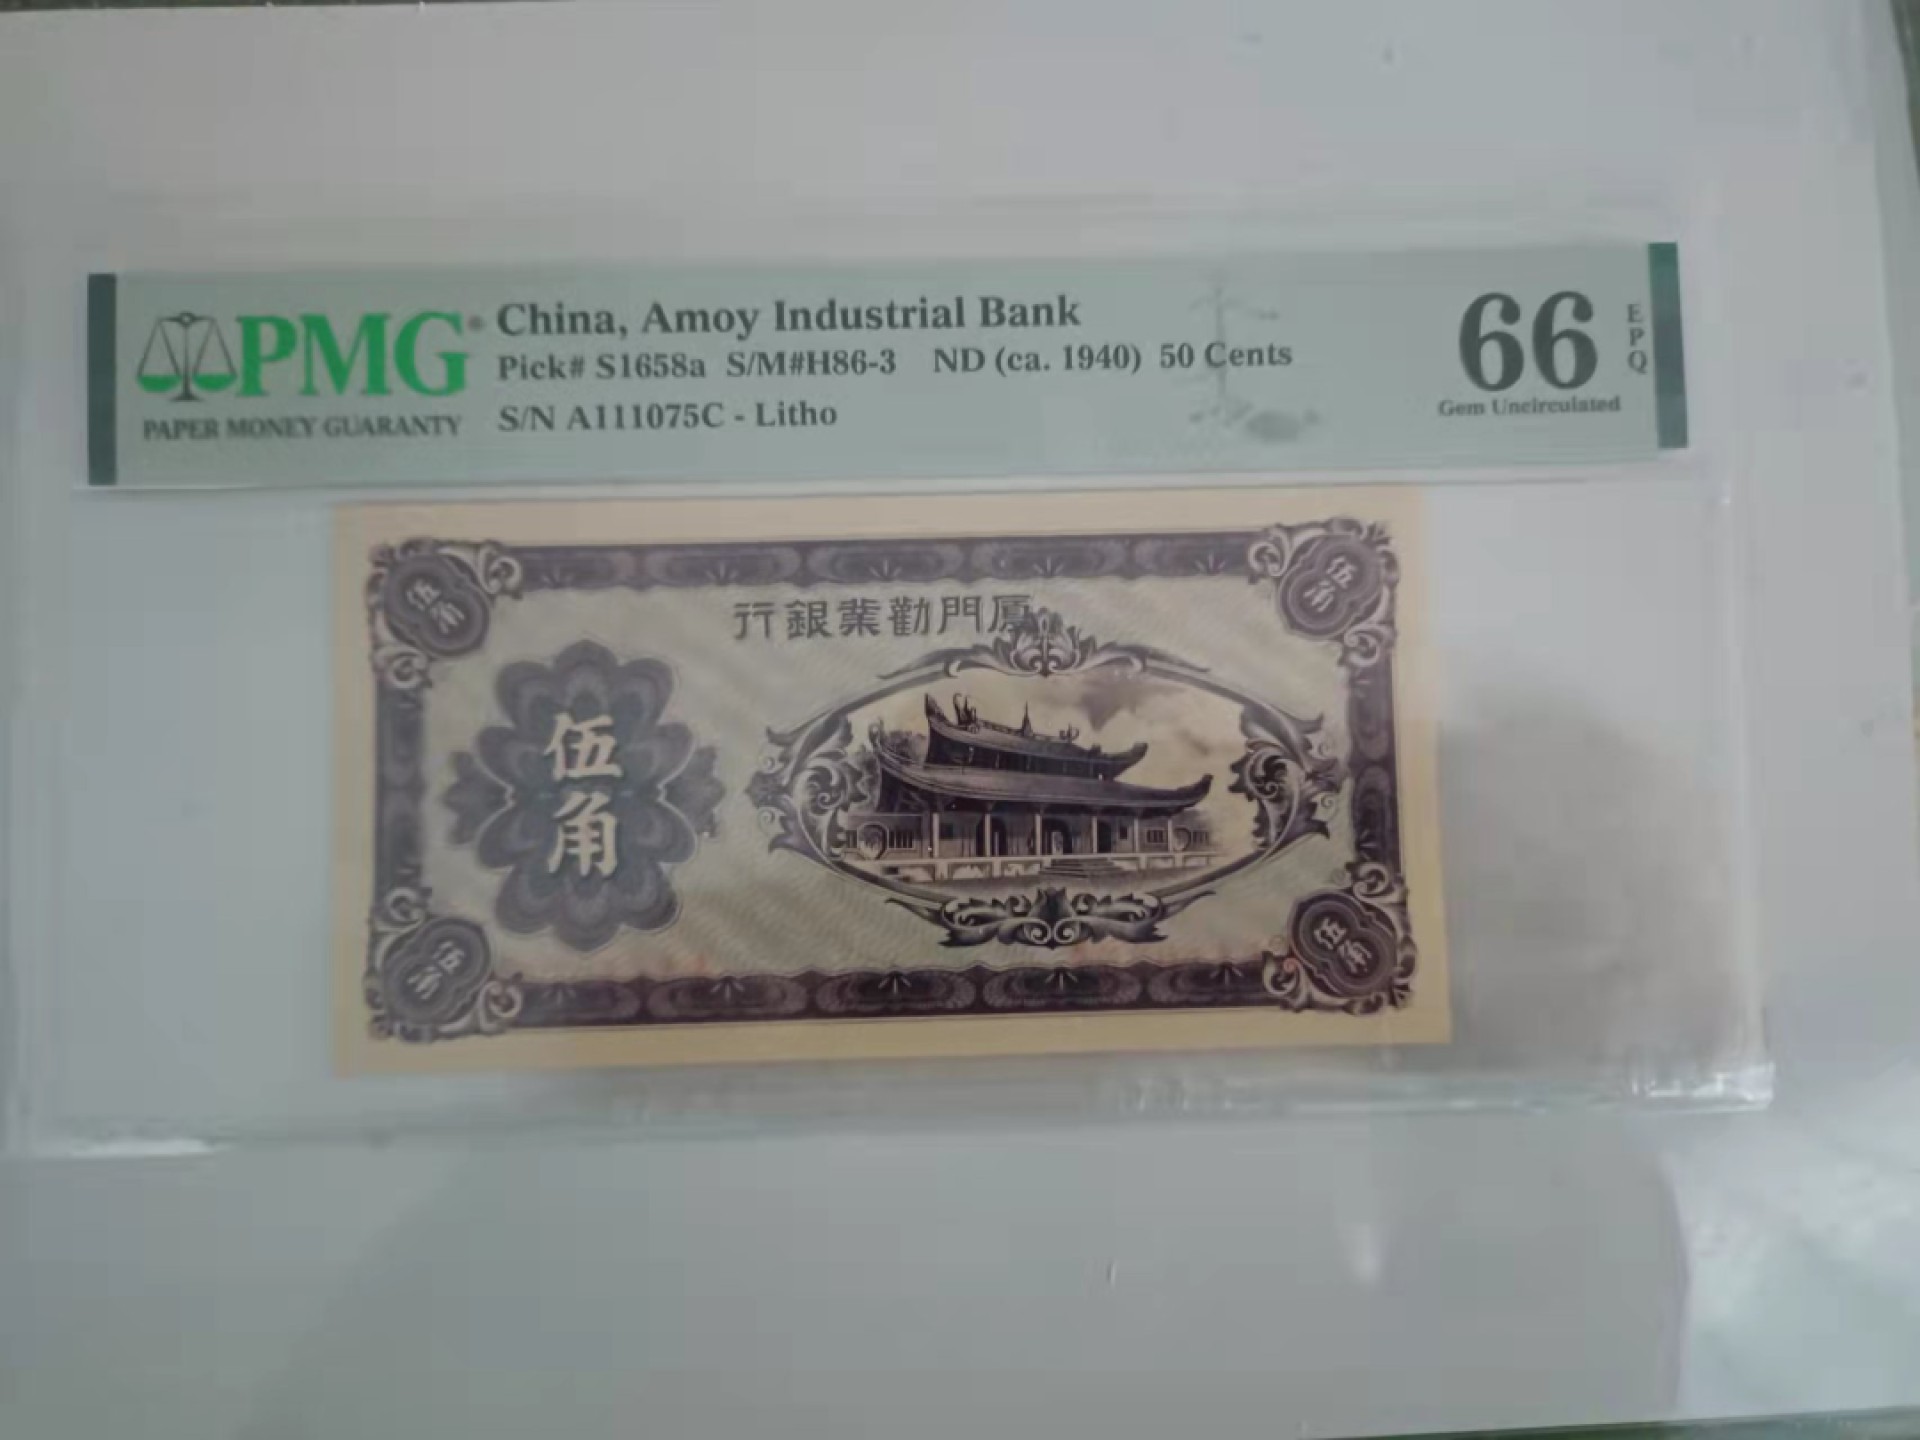 PMG®
PAPER MONEY GUARANTY
China, Amoy Industrial Bank
Pick# S1658a S/M#H86-3 ND (ca. 1940) 50 Cents
S/N A111075C - Litho
66
EPQ
Gem Uncirculated
伍角
伍角
行銀業勸門厦
伍角
伍角
伍角